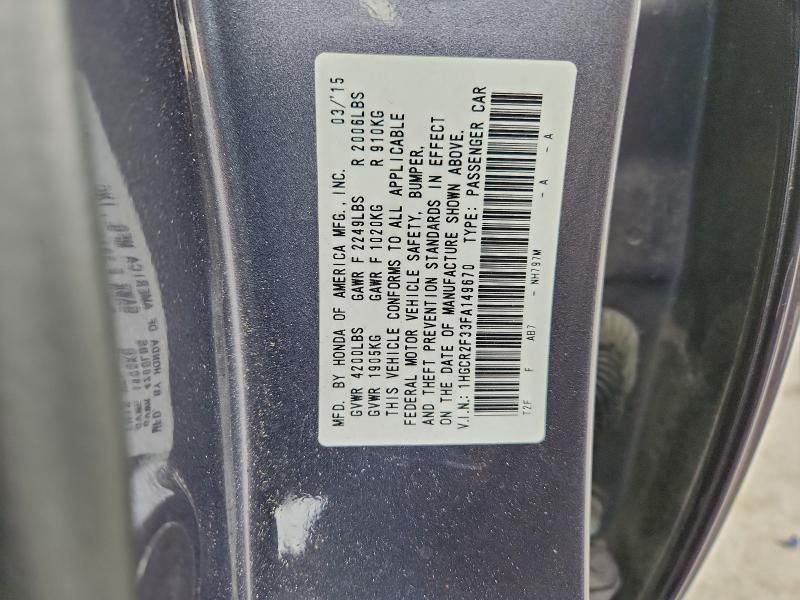 MFD. BY HONDA OF AMERICA MFG., INC. 03/'15
GVWR 4200LBS GAWR F 2249LBS R 2006LBS
GVWR 1905KG GAWR F 1020KG R 910KG
THIS VEHICLE CONFORMS TO ALL APPLICABLE
FEDERAL MOTOR VEHICLE SAFETY, BUMPER,
AND THEFT PREVENTION STANDARDS IN EFFECT
ON THE DATE OF MANUFACTURE SHOWN ABOVE.
V.I.N.: 1HGCR2F33FA149670 TYPE: PASSENGER CAR
T2F F AB7 - NH797M - A - A